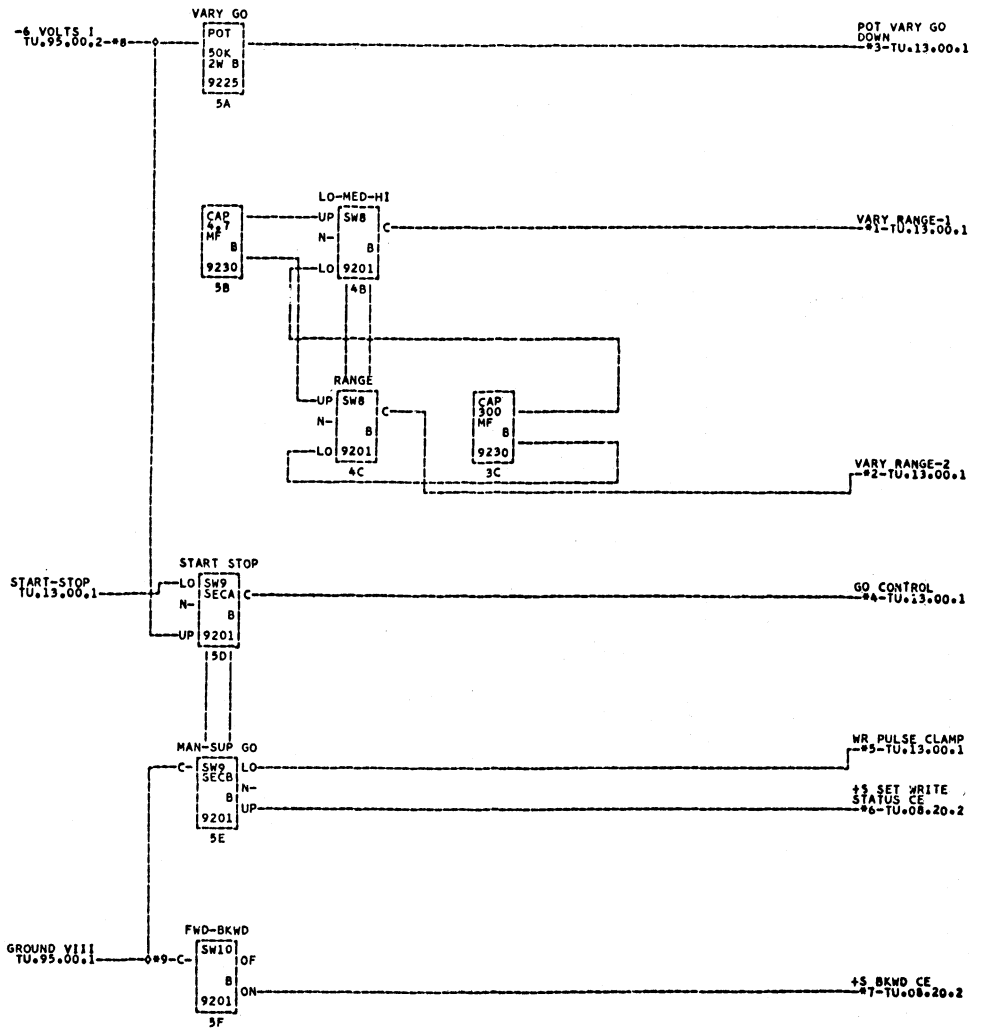 VARY GO
-6 VOLTS I
TU.95.00.2-*8
POT
50K
2W B
9225
5A
POT VARY GO
DOWN
*3-TU.13.00.1
LO-MED-HI
CAP
4.7
MF
B
9230
5B
UP
N-
LO
SW8
B
9201
C
4B
VARY RANGE-1
*1-TU.13.00.1
RANGE
UP
N-
LO
SW8
B
9201
C
4C
CAP
300
MF
B
9230
3C
VARY RANGE-2
*2-TU.13.00.1
START STOP
START-STOP
TU.13.00.1
LO
N-
UP
SW9
SECA
B
9201
C
5D
GO CONTROL
*4-TU.13.00.1
MAN-SUP GO
C-
SW9
SECB
B
9201
LO
N-
UP
5E
WR PULSE CLAMP
*5-TU.13.00.1
+S SET WRITE
STATUS CE
*6-TU.08.20.2
FWD-BKWD
GROUND VIII
TU.95.00.1
*9-C-
SW10
B
9201
OF
ON
5F
+S BKWD CE
*7-TU.08.20.2